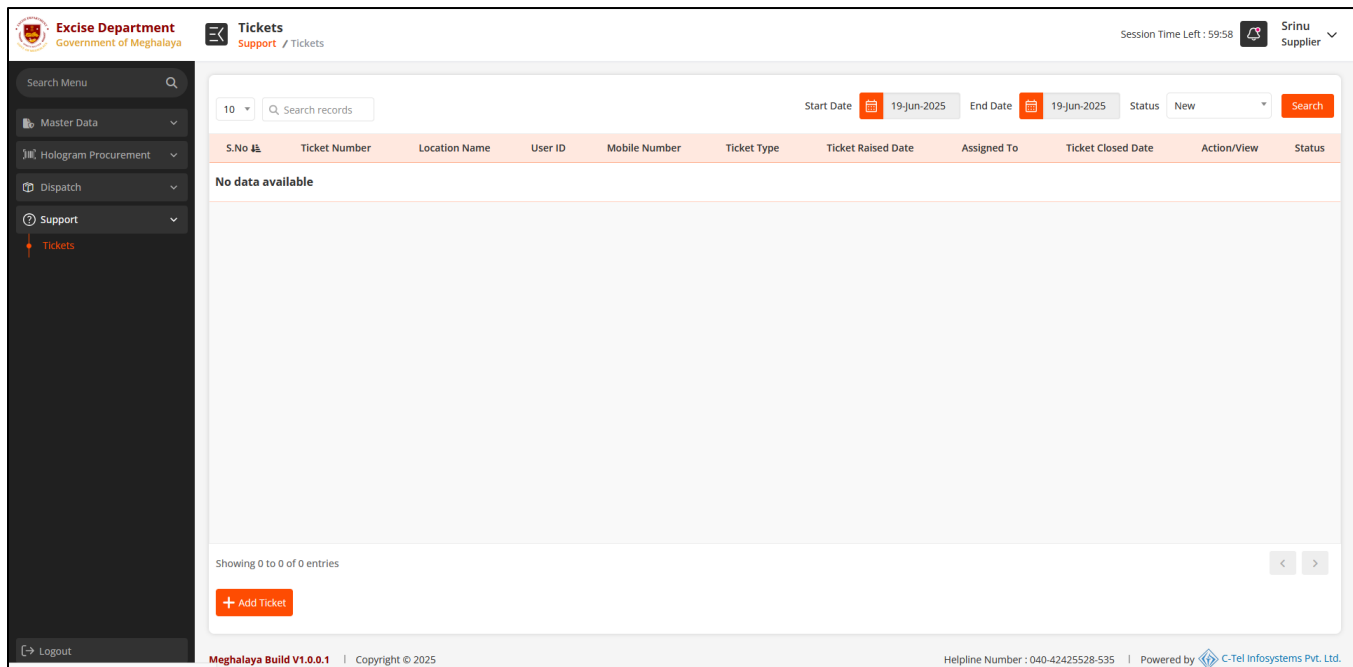 Excise Department
Government of Meghalaya
Tickets
Support / Tickets
Session Time Left : 59:58
Srinu
Supplier
Search Menu
Master Data
Hologram Procurement
Dispatch
Support
Tickets
Logout
10
Search records
Start Date 19-Jun-2025 End Date 19-Jun-2025 Status New Search
S.No Ticket Number Location Name User ID Mobile Number Ticket Type Ticket Raised Date Assigned To Ticket Closed Date Action/View Status
No data available
Showing 0 to 0 of 0 entries
< >
+ Add Ticket
Meghalaya Build V1.0.0.1 | Copyright © 2025
Helpline Number : 040-42425528-535 | Powered by C-Tel Infosystems Pvt. Ltd.